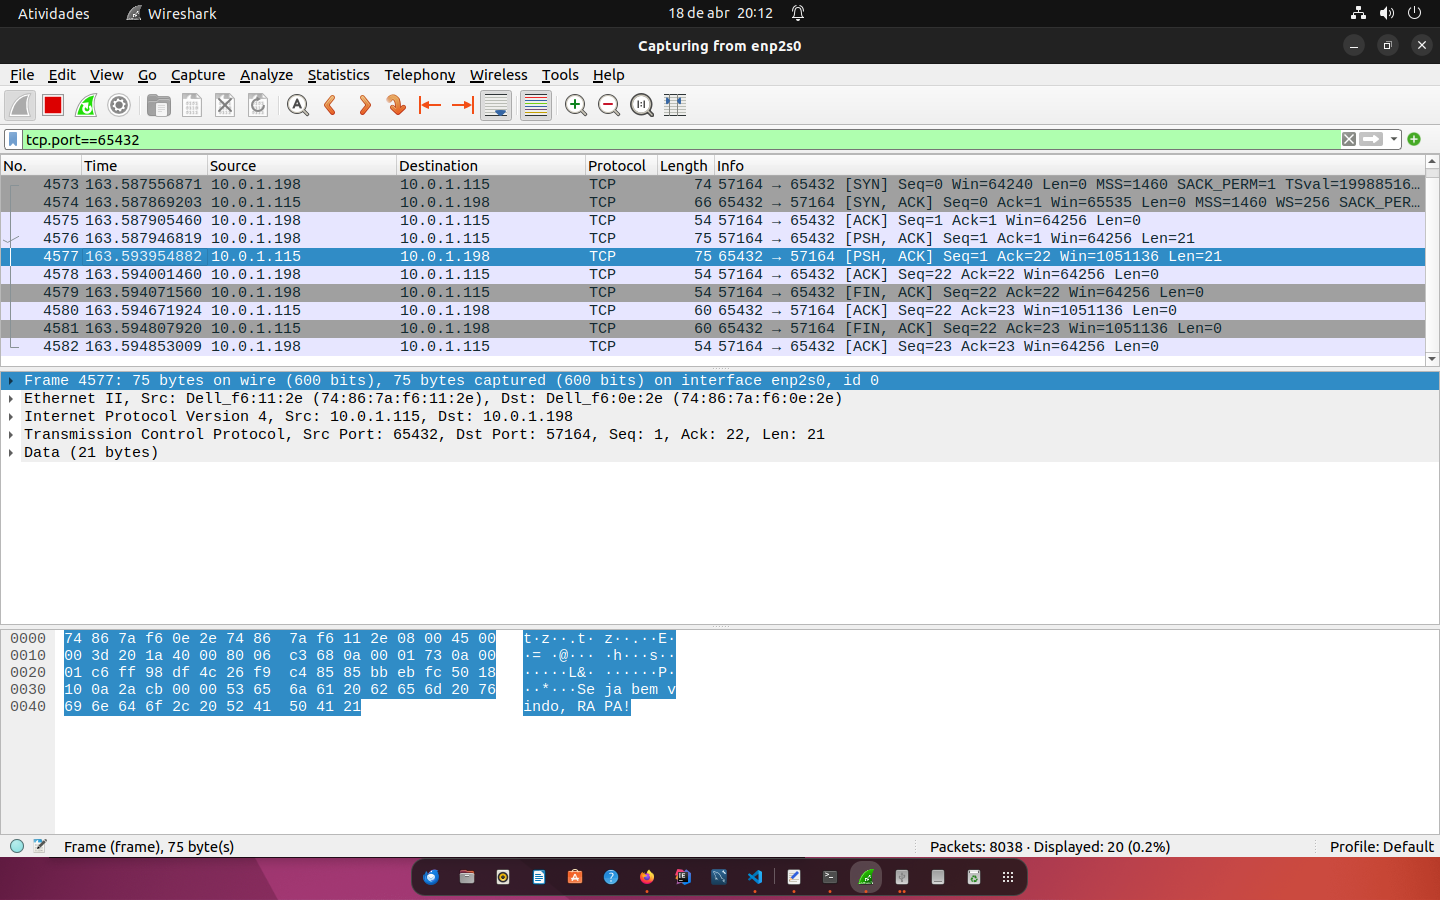 Atividades Wireshark 18 de abr 20:12
Capturing from enp2s0
File Edit View Go Capture Analyze Statistics Telephony Wireless Tools Help
tcp.port==65432
No. Time Source Destination Protocol Length Info
4573 163.587556871 10.0.1.198 10.0.1.115 TCP 74 57164 → 65432 [SYN] Seq=0 Win=64240 Len=0 MSS=1460 SACK_PERM=1 TSval=19988516…
4574 163.587869203 10.0.1.115 10.0.1.198 TCP 66 65432 → 57164 [SYN, ACK] Seq=0 Ack=1 Win=65535 Len=0 MSS=1460 WS=256 SACK_PER…
4575 163.587905460 10.0.1.198 10.0.1.115 TCP 54 57164 → 65432 [ACK] Seq=1 Ack=1 Win=64256 Len=0
4576 163.587946819 10.0.1.198 10.0.1.115 TCP 75 57164 → 65432 [PSH, ACK] Seq=1 Ack=1 Win=64256 Len=21
4577 163.593954882 10.0.1.115 10.0.1.198 TCP 75 65432 → 57164 [PSH, ACK] Seq=1 Ack=22 Win=1051136 Len=21
4578 163.594001460 10.0.1.198 10.0.1.115 TCP 54 57164 → 65432 [ACK] Seq=22 Ack=22 Win=64256 Len=0
4579 163.594071560 10.0.1.198 10.0.1.115 TCP 54 57164 → 65432 [FIN, ACK] Seq=22 Ack=22 Win=64256 Len=0
4580 163.594671924 10.0.1.115 10.0.1.198 TCP 60 65432 → 57164 [ACK] Seq=22 Ack=23 Win=1051136 Len=0
4581 163.594807920 10.0.1.115 10.0.1.198 TCP 60 65432 → 57164 [FIN, ACK] Seq=22 Ack=23 Win=1051136 Len=0
4582 163.594853009 10.0.1.198 10.0.1.115 TCP 54 57164 → 65432 [ACK] Seq=23 Ack=23 Win=64256 Len=0
Frame 4577: 75 bytes on wire (600 bits), 75 bytes captured (600 bits) on interface enp2s0, id 0
Ethernet II, Src: Dell_f6:11:2e (74:86:7a:f6:11:2e), Dst: Dell_f6:0e:2e (74:86:7a:f6:0e:2e)
Internet Protocol Version 4, Src: 10.0.1.115, Dst: 10.0.1.198
Transmission Control Protocol, Src Port: 65432, Dst Port: 57164, Seq: 1, Ack: 22, Len: 21
Data (21 bytes)
0000 74 86 7a f6 0e 2e 74 86 7a f6 11 2e 08 00 45 00 t·z··.t· z··.··E·
0010 00 3d 20 1a 40 00 80 06 c3 68 0a 00 01 73 0a 00 ·= ·@··· ·h···s··
0020 01 c6 ff 98 df 4c 26 f9 c4 85 85 bb eb fc 50 18 ·····L&· ······P·
0030 10 0a 2a cb 00 00 53 65 6a 61 20 62 65 6d 20 76 ··*···Se ja bem v
0040 69 6e 64 6f 2c 20 52 41 50 41 21 indo, RA PA!
Frame (frame), 75 byte(s) Packets: 8038 · Displayed: 20 (0.2%) Profile: Default